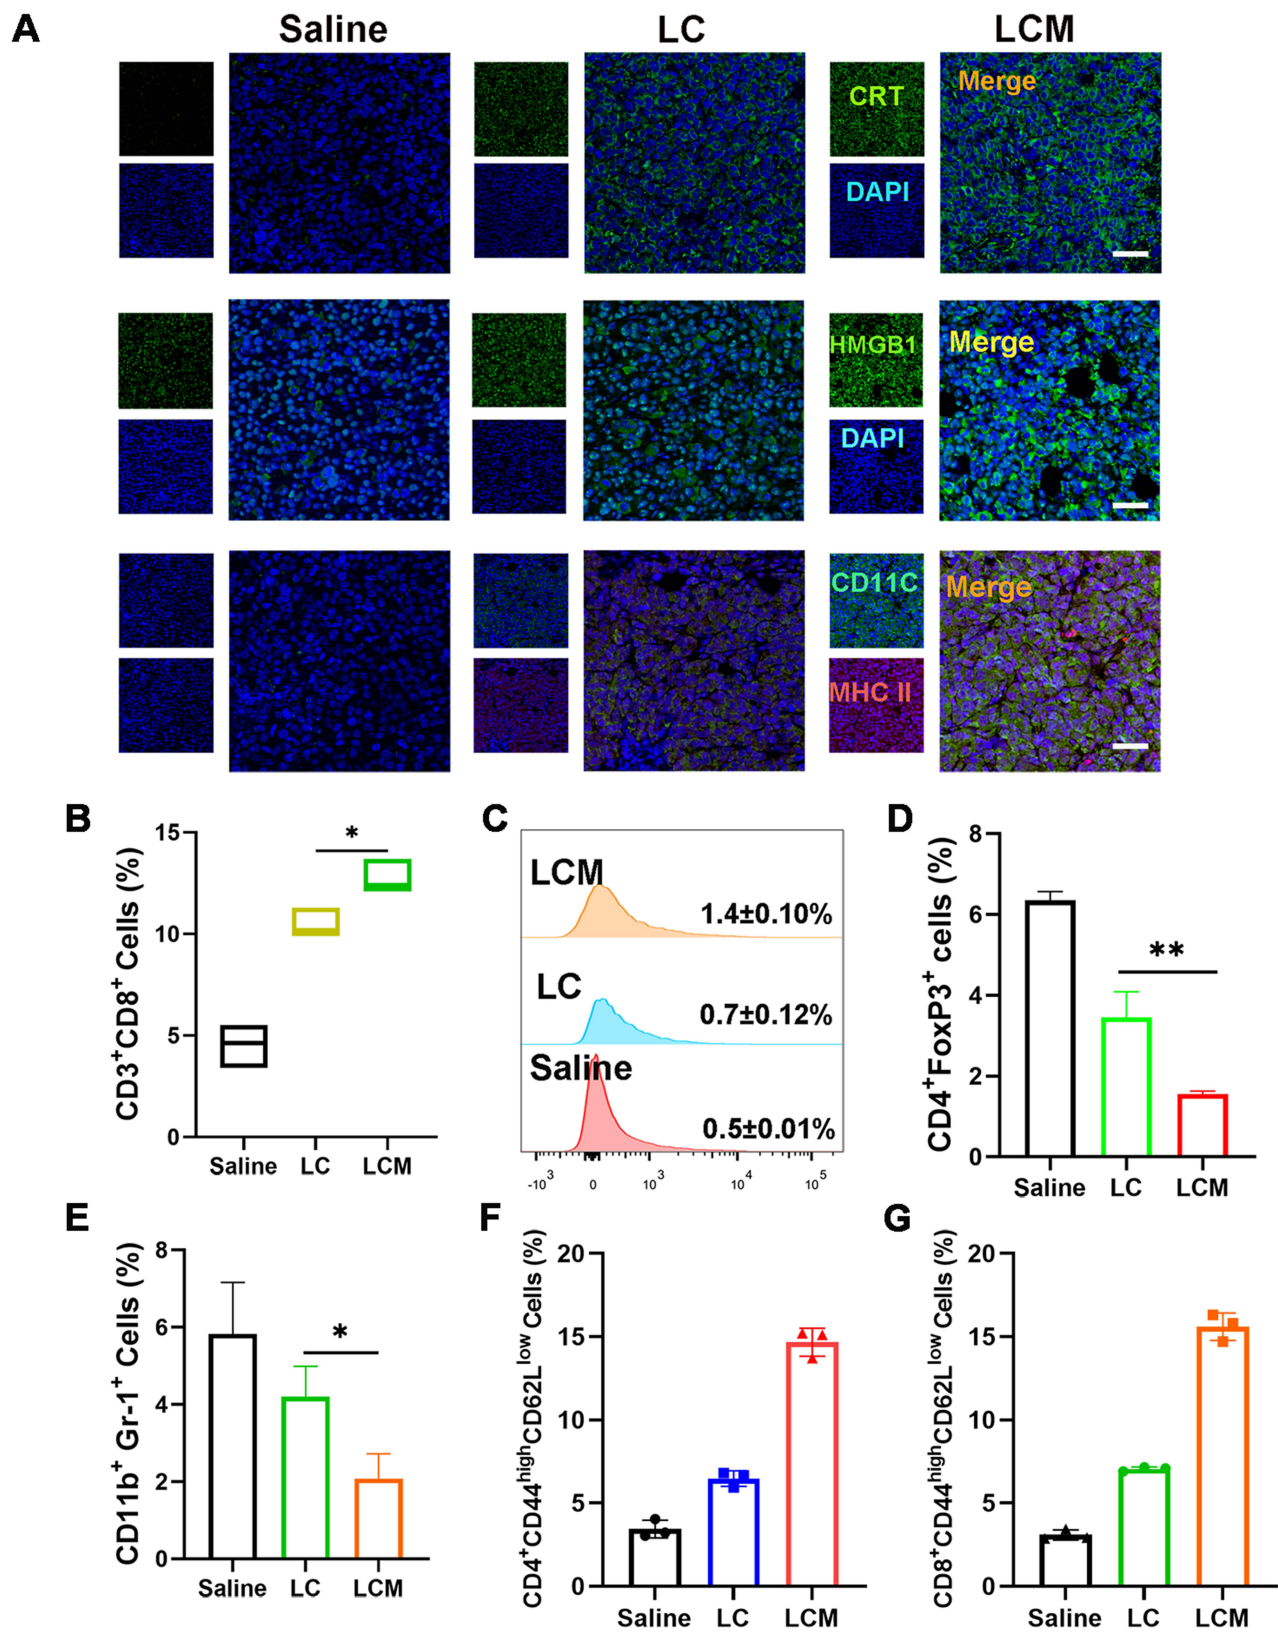 A
Saline LC LCM
CRT Merge
DAPI
HMGB1 Merge
DAPI
CD11C Merge
MHC II
B
CD3⁺CD8⁺ Cells (%)
15
10
5
0
*
Saline LC LCM
C
LCM
1.4±0.10%
LC
0.7±0.12%
Saline
0.5±0.01%
-10³ 0 10³ 10⁴ 10⁵
D
CD4⁺FoxP3⁺ cells (%)
8
6
4
2
0
**
Saline LC LCM
E
CD11b⁺ Gr-1⁺ Cells (%)
8
6
4
2
0
*
Saline LC LCM
F
CD4⁺CD44ʰⁱᵍʰCD62Lˡᵒʷ Cells (%)
20
15
10
5
0
Saline LC LCM
G
CD8⁺CD44ʰⁱᵍʰCD62Lˡᵒʷ Cells (%)
20
15
10
5
0
Saline LC LCM